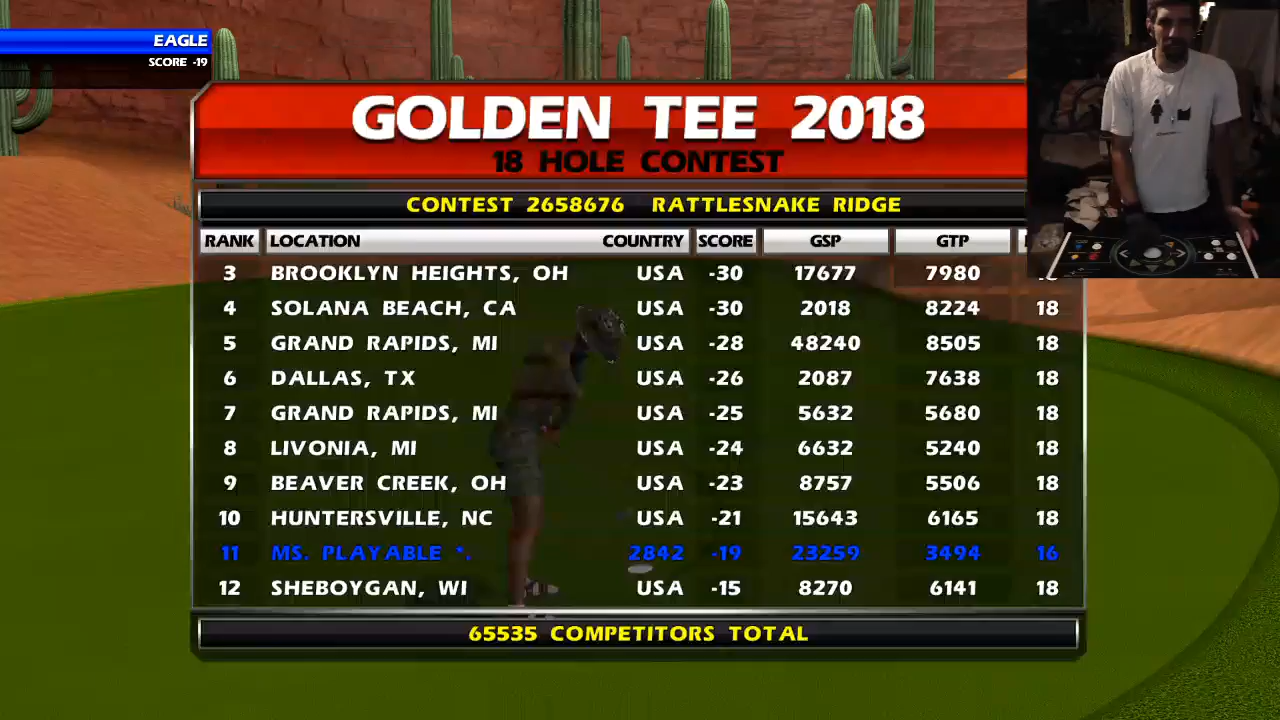 EAGLE
SCORE -19
GOLDEN TEE 2018
18 HOLE CONTEST
CONTEST 2658676 RATTLESNAKE RIDGE
RANK LOCATION COUNTRY SCORE GSP GTP
3 BROOKLYN HEIGHTS, OH USA -30 17677 7980
4 SOLANA BEACH, CA USA -30 2018 8224 18
5 GRAND RAPIDS, MI USA -28 48240 8505 18
6 DALLAS, TX USA -26 2087 7638 18
7 GRAND RAPIDS, MI USA -25 5632 5680 18
8 LIVONIA, MI USA -24 6632 5240 18
9 BEAVER CREEK, OH USA -23 8757 5506 18
10 HUNTERSVILLE, NC USA -21 15643 6165 18
11 MS. PLAYABLE *. 2842 -19 23259 3494 16
12 SHEBOYGAN, WI USA -15 8270 6141 18
65535 COMPETITORS TOTAL